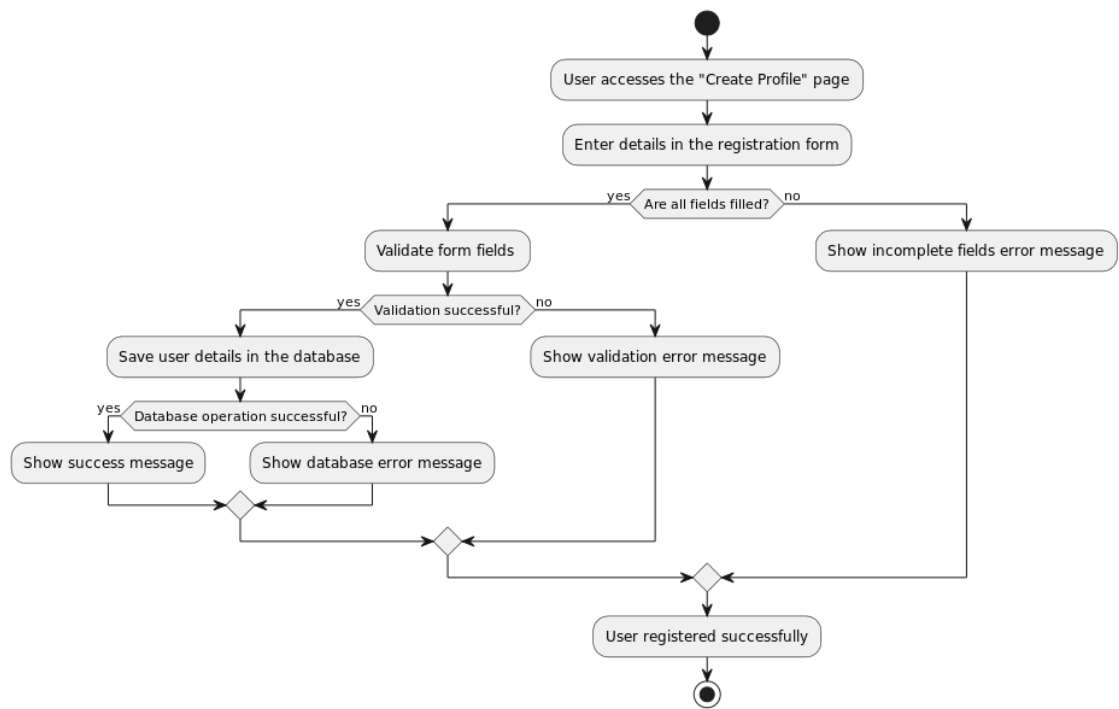 User accesses the "Create Profile" page
Enter details in the registration form
yes
Are all fields filled?
no
Validate form fields
Show incomplete fields error message
yes
Validation successful?
no
Save user details in the database
Show validation error message
yes
Database operation successful?
no
Show success message
Show database error message
User registered successfully